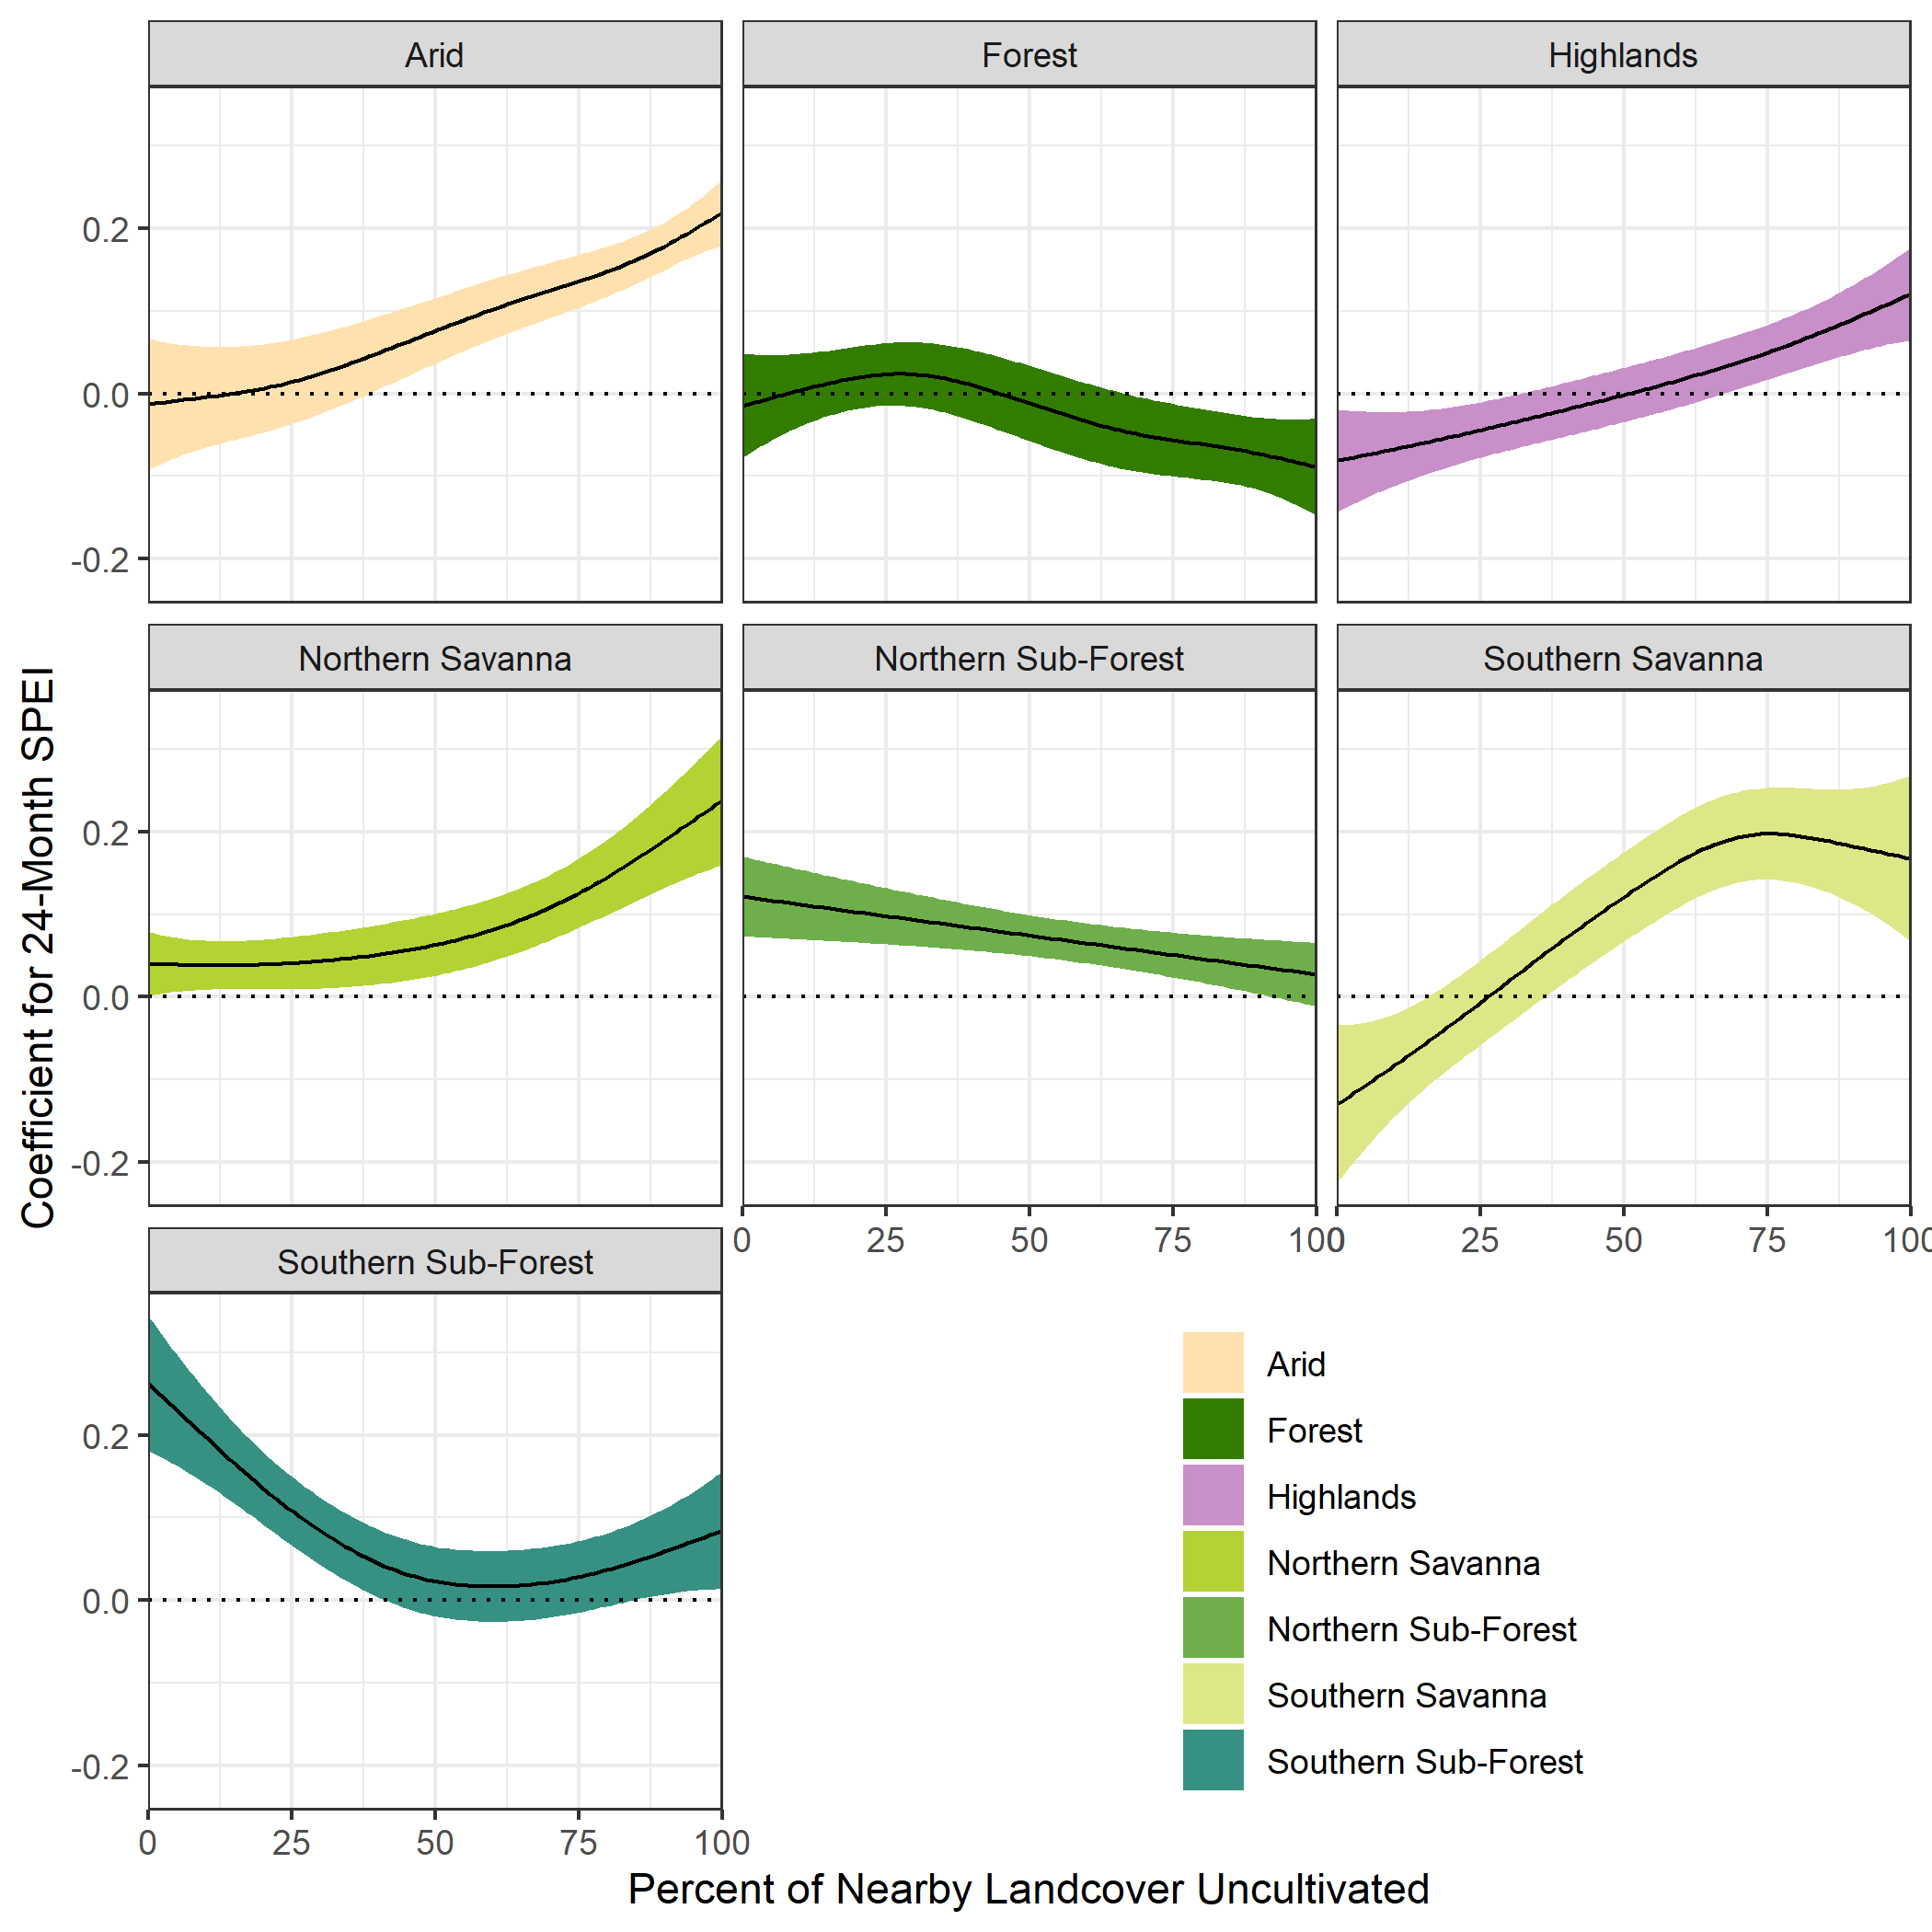 Arid
Forest
Highlands
0.2
0.0
-0.2
Northern Savanna
Northern Sub-Forest
Southern Savanna
0.2
0.0
-0.2
0 25 50 75 100
0 25 50 75 100
Southern Sub-Forest
0.2
0.0
-0.2
0 25 50 75 100
Coefficient for 24-Month SPEI
Percent of Nearby Landcover Uncultivated
Arid
Forest
Highlands
Northern Savanna
Northern Sub-Forest
Southern Savanna
Southern Sub-Forest